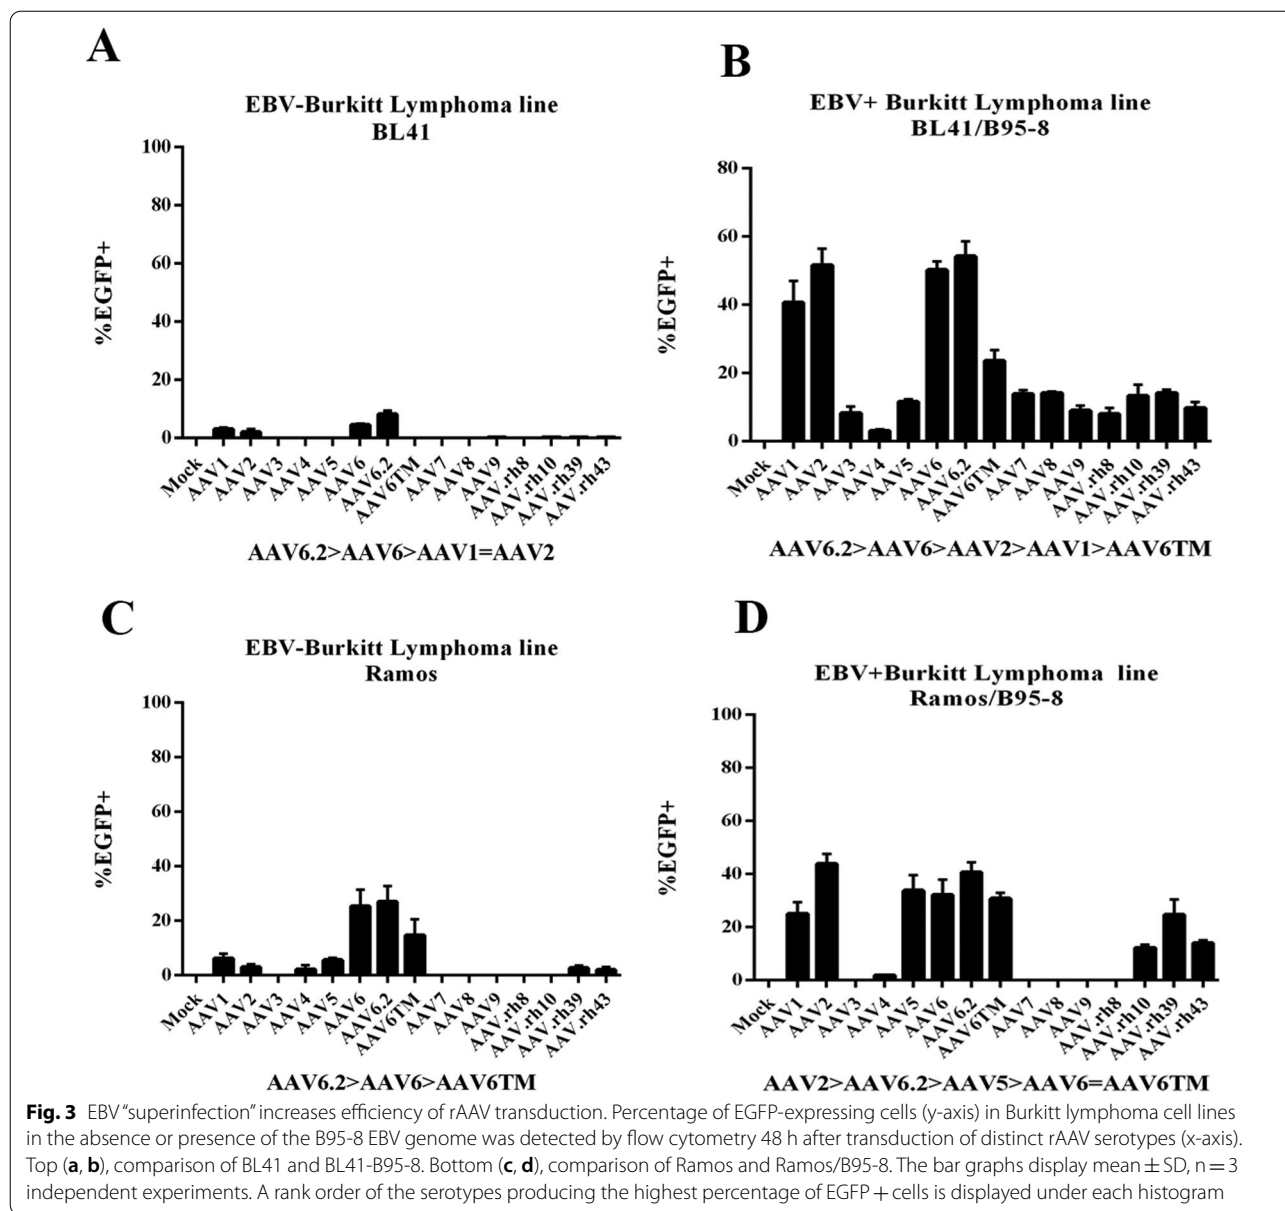 A
EBV-Burkitt Lymphoma line
BL41
%EGFP+
100
80
60
40
20
0
Mock
AAV1
AAV2
AAV3
AAV4
AAV5
AAV6
AAV6.2
AAV6TM
AAV7
AAV8
AAV9
AAV.rh8
AAV.rh10
AAV.rh39
AAV.rh43
AAV6.2>AAV6>AAV1=AAV2
B
EBV+ Burkitt Lymphoma line
BL41/B95-8
%EGFP+
80
60
40
20
0
Mock
AAV1
AAV2
AAV3
AAV4
AAV5
AAV6
AAV6.2
AAV6TM
AAV7
AAV8
AAV9
AAV.rh8
AAV.rh10
AAV.rh39
AAV.rh43
AAV6.2>AAV6>AAV2>AAV1>AAV6TM
C
EBV-Burkitt Lymphoma line
Ramos
%EGFP+
100
80
60
40
20
0
Mock
AAV1
AAV2
AAV3
AAV4
AAV5
AAV6
AAV6.2
AAV6TM
AAV7
AAV8
AAV9
AAV.rh8
AAV.rh10
AAV.rh39
AAV.rh43
AAV6.2>AAV6>AAV6TM
D
EBV+Burkitt Lymphoma line
Ramos/B95-8
%EGFP+
100
80
60
40
20
0
Mock
AAV1
AAV2
AAV3
AAV4
AAV5
AAV6
AAV6.2
AAV6TM
AAV7
AAV8
AAV9
AAV.rh8
AAV.rh10
AAV.rh39
AAV.rh43
AAV2>AAV6.2>AAV5>AAV6=AAV6TM
Fig. 3 EBV “superinfection” increases efficiency of rAAV transduction. Percentage of EGFP-expressing cells (y-axis) in Burkitt lymphoma cell lines
in the absence or presence of the B95-8 EBV genome was detected by flow cytometry 48 h after transduction of distinct rAAV serotypes (x-axis).
Top (a, b), comparison of BL41 and BL41-B95-8. Bottom (c, d), comparison of Ramos and Ramos/B95-8. The bar graphs display mean ± SD, n = 3
independent experiments. A rank order of the serotypes producing the highest percentage of EGFP + cells is displayed under each histogram